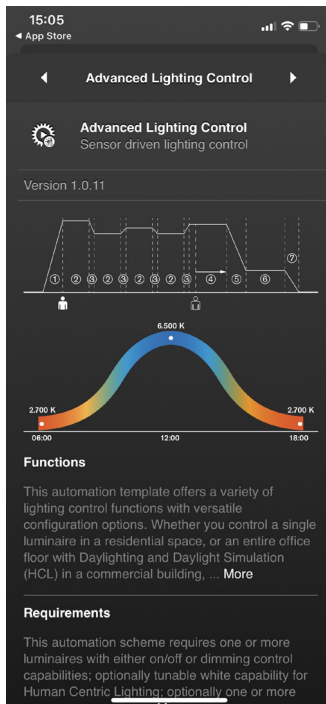 15:05
◀ App Store
Advanced Lighting Control
Advanced Lighting Control
Sensor driven lighting control
Version 1.0.11
⑦
① ② ③ ② ③ ② ③ ② ③ ④ ⑤ ⑥
6.500 K
2.700 K 2.700 K
06:00 12:00 18:00
Functions
This automation template offers a variety of
lighting control functions with versatile
configuration options. Whether you control a single
luminaire in a residential space, or an entire office
floor with Daylighting and Daylight Simulation
(HCL) in a commercial building, ... More
Requirements
This automation scheme requires one or more
luminaires with either on/off or dimming control
capabilities; optionally tunable white capability for
Human Centric Lighting; optionally one or more